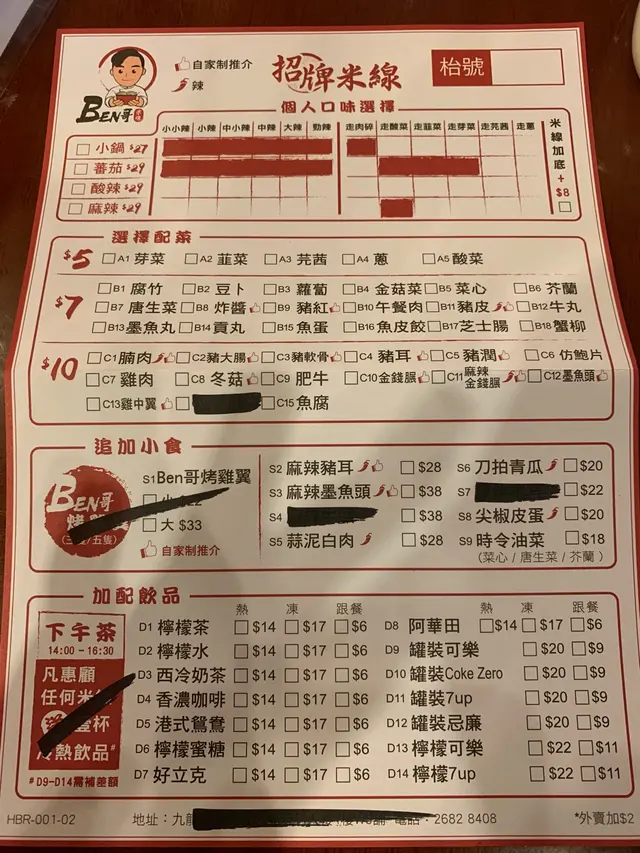 自家制推介
辣
BEN哥
招牌米線
枱號
個人口味選擇
小小辣 小辣 中小辣 中辣 大辣 勁辣 走肉碎 走酸菜 走韮菜 走芽菜 走芫茜 走蔥
米線加底+$8
小鍋 $27
蕃茄 $29
酸辣 $29
麻辣 $29
選擇配菜
$5
A1 芽菜 A2 韮菜 A3 芫茜 A4 蔥 A5 酸菜
$7
B1 腐竹 B2 豆卜 B3 蘿蔔 B4 金菇菜 B5 菜心 B6 芥蘭
B7 唐生菜 B8 炸醬 B9 豬紅 B10 午餐肉 B11 豬皮 B12 牛丸
B13 墨魚丸 B14 貢丸 B15 魚蛋 B16 魚皮餃 B17 芝士腸 B18 蟹柳
$10
C1 腩肉 C2 豬大腸 C3 豬軟骨 C4 豬耳 C5 豬潤 C6 仿鮑片
C7 雞肉 C8 冬菇 C9 肥牛 C10 金錢腒 C11 麻辣金錢腒 C12 墨魚頭
C13 雞中翼 C15 魚腐
追加小食
BEN哥
S1 Ben哥烤雞翼
大 $33
自家制推介
S2 麻辣豬耳 $28 S6 刀拍青瓜 $20
S3 麻辣墨魚頭 $38 S7 $22
S4 $38 S8 尖椒皮蛋 $20
S5 蒜泥白肉 $28 S9 時令油菜 $18
(菜心 / 唐生菜 / 芥蘭 )
加配飲品
下午茶
14:00 - 16:30
凡惠顧
任何米
杯
冷熱飲品#
# D9-D14需補差額
熱 凍 跟餐
D1 檸檬茶 $14 $17 $6
D2 檸檬水 $14 $17 $6
D3 西冷奶茶 $14 $17 $6
D4 香濃咖啡 $14 $17 $6
D5 港式鴛鴦 $14 $17 $6
D6 檸檬蜜糖 $14 $17 $6
D7 好立克 $14 $17 $6
熱 凍 跟餐
D8 阿華田 $14 $17 $6
D9 罐裝可樂 $20 $9
D10 罐裝Coke Zero $20 $9
D11 罐裝7up $20 $9
D12 罐裝忌廉 $20 $9
D13 檸檬可樂 $22 $11
D14 檸檬7up $22 $11
HBR-001-02
地址：九龍
電話：2682 8408
*外賣加$2